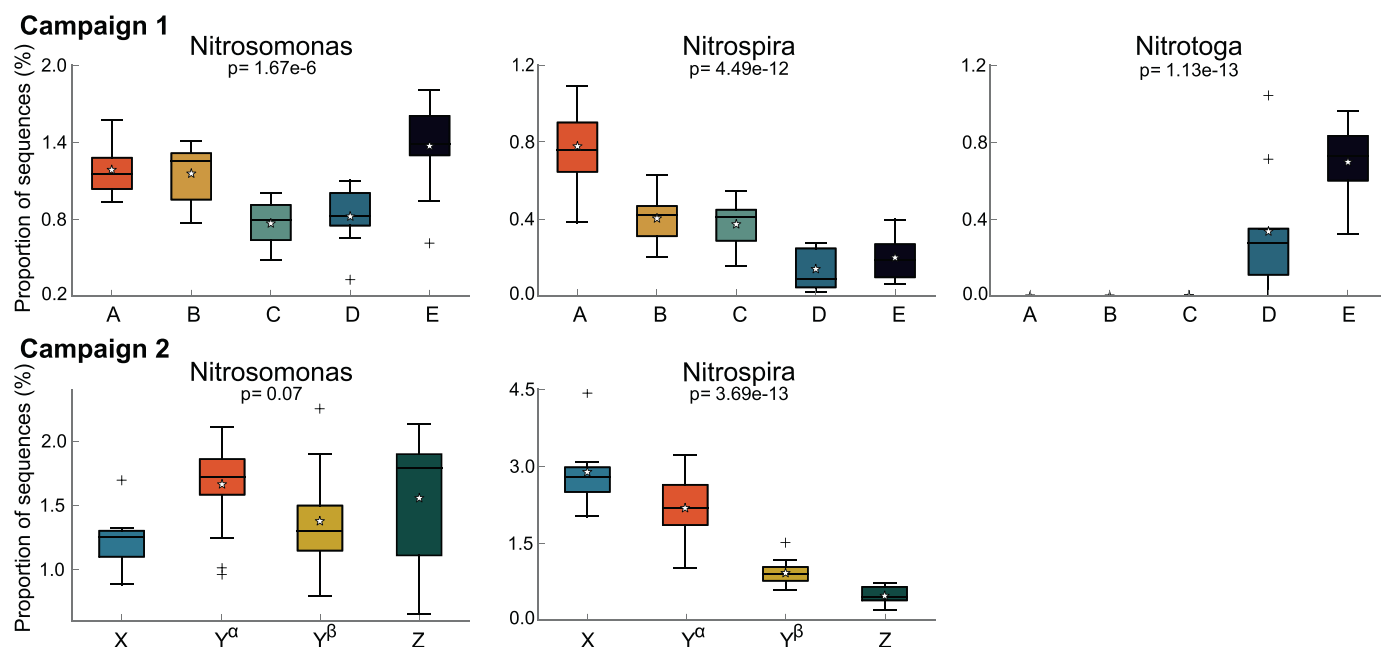 Campaign 1
Nitrosomonas
p= 1.67e-6
Proportion of sequences (%)
2.0
1.4
0.8
0.2
A B C D E
Nitrospira
p= 4.49e-12
1.2
0.8
0.4
0.0
A B C D E
Nitrotoga
p= 1.13e-13
1.2
0.8
0.4
0.0
A B C D E
Campaign 2
Nitrosomonas
p= 0.07
Proportion of sequences (%)
2.0
1.5
1.0
X Yα Yβ Z
Nitrospira
p= 3.69e-13
4.5
3.0
1.5
0.0
X Yα Yβ Z